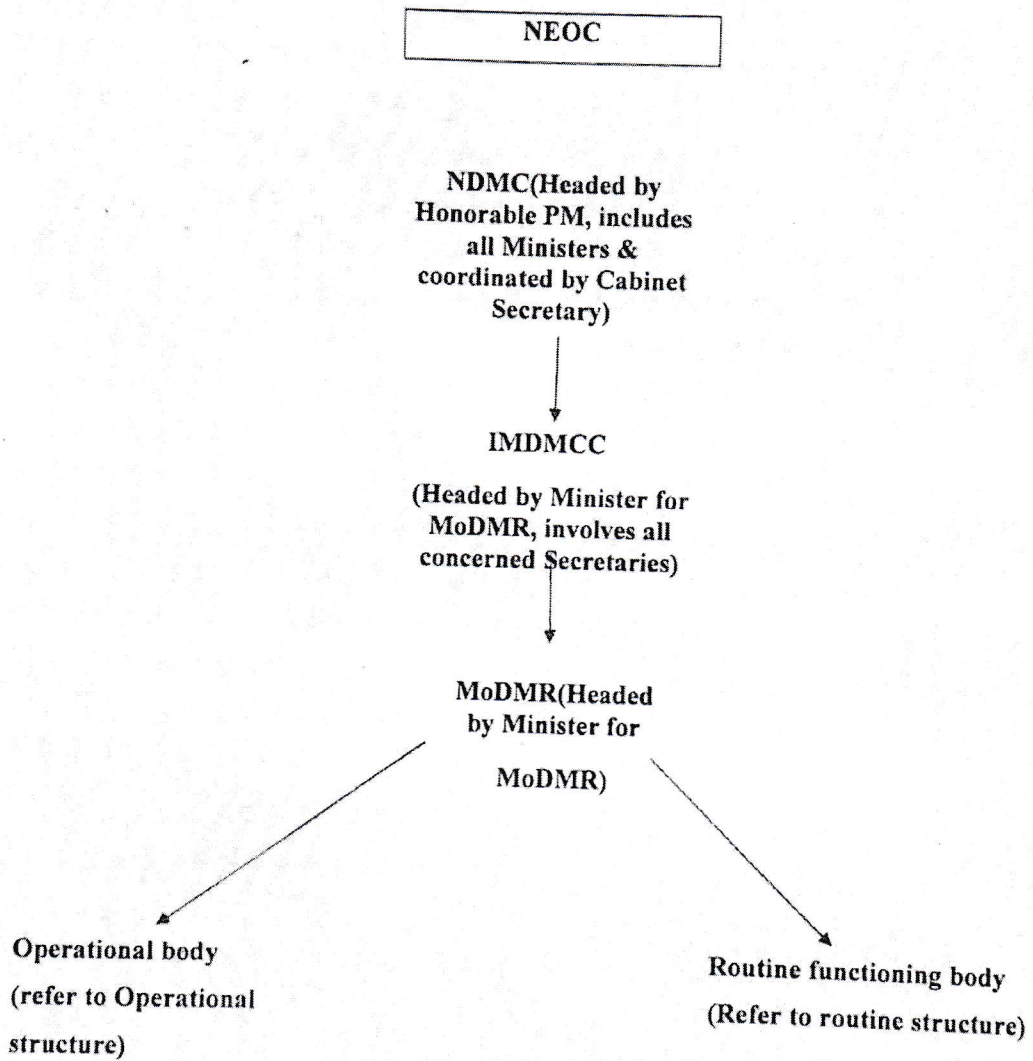 NEOC
NDMC(Headed by
Honorable PM, includes
all Ministers &
coordinated by Cabinet
Secretary)
IMDMCC
(Headed by Minister for
MoDMR, involves all
concerned Secretaries)
MoDMR(Headed
by Minister for
MoDMR)
Operational body
(refer to Operational
structure)
Routine functioning body
(Refer to routine structure)